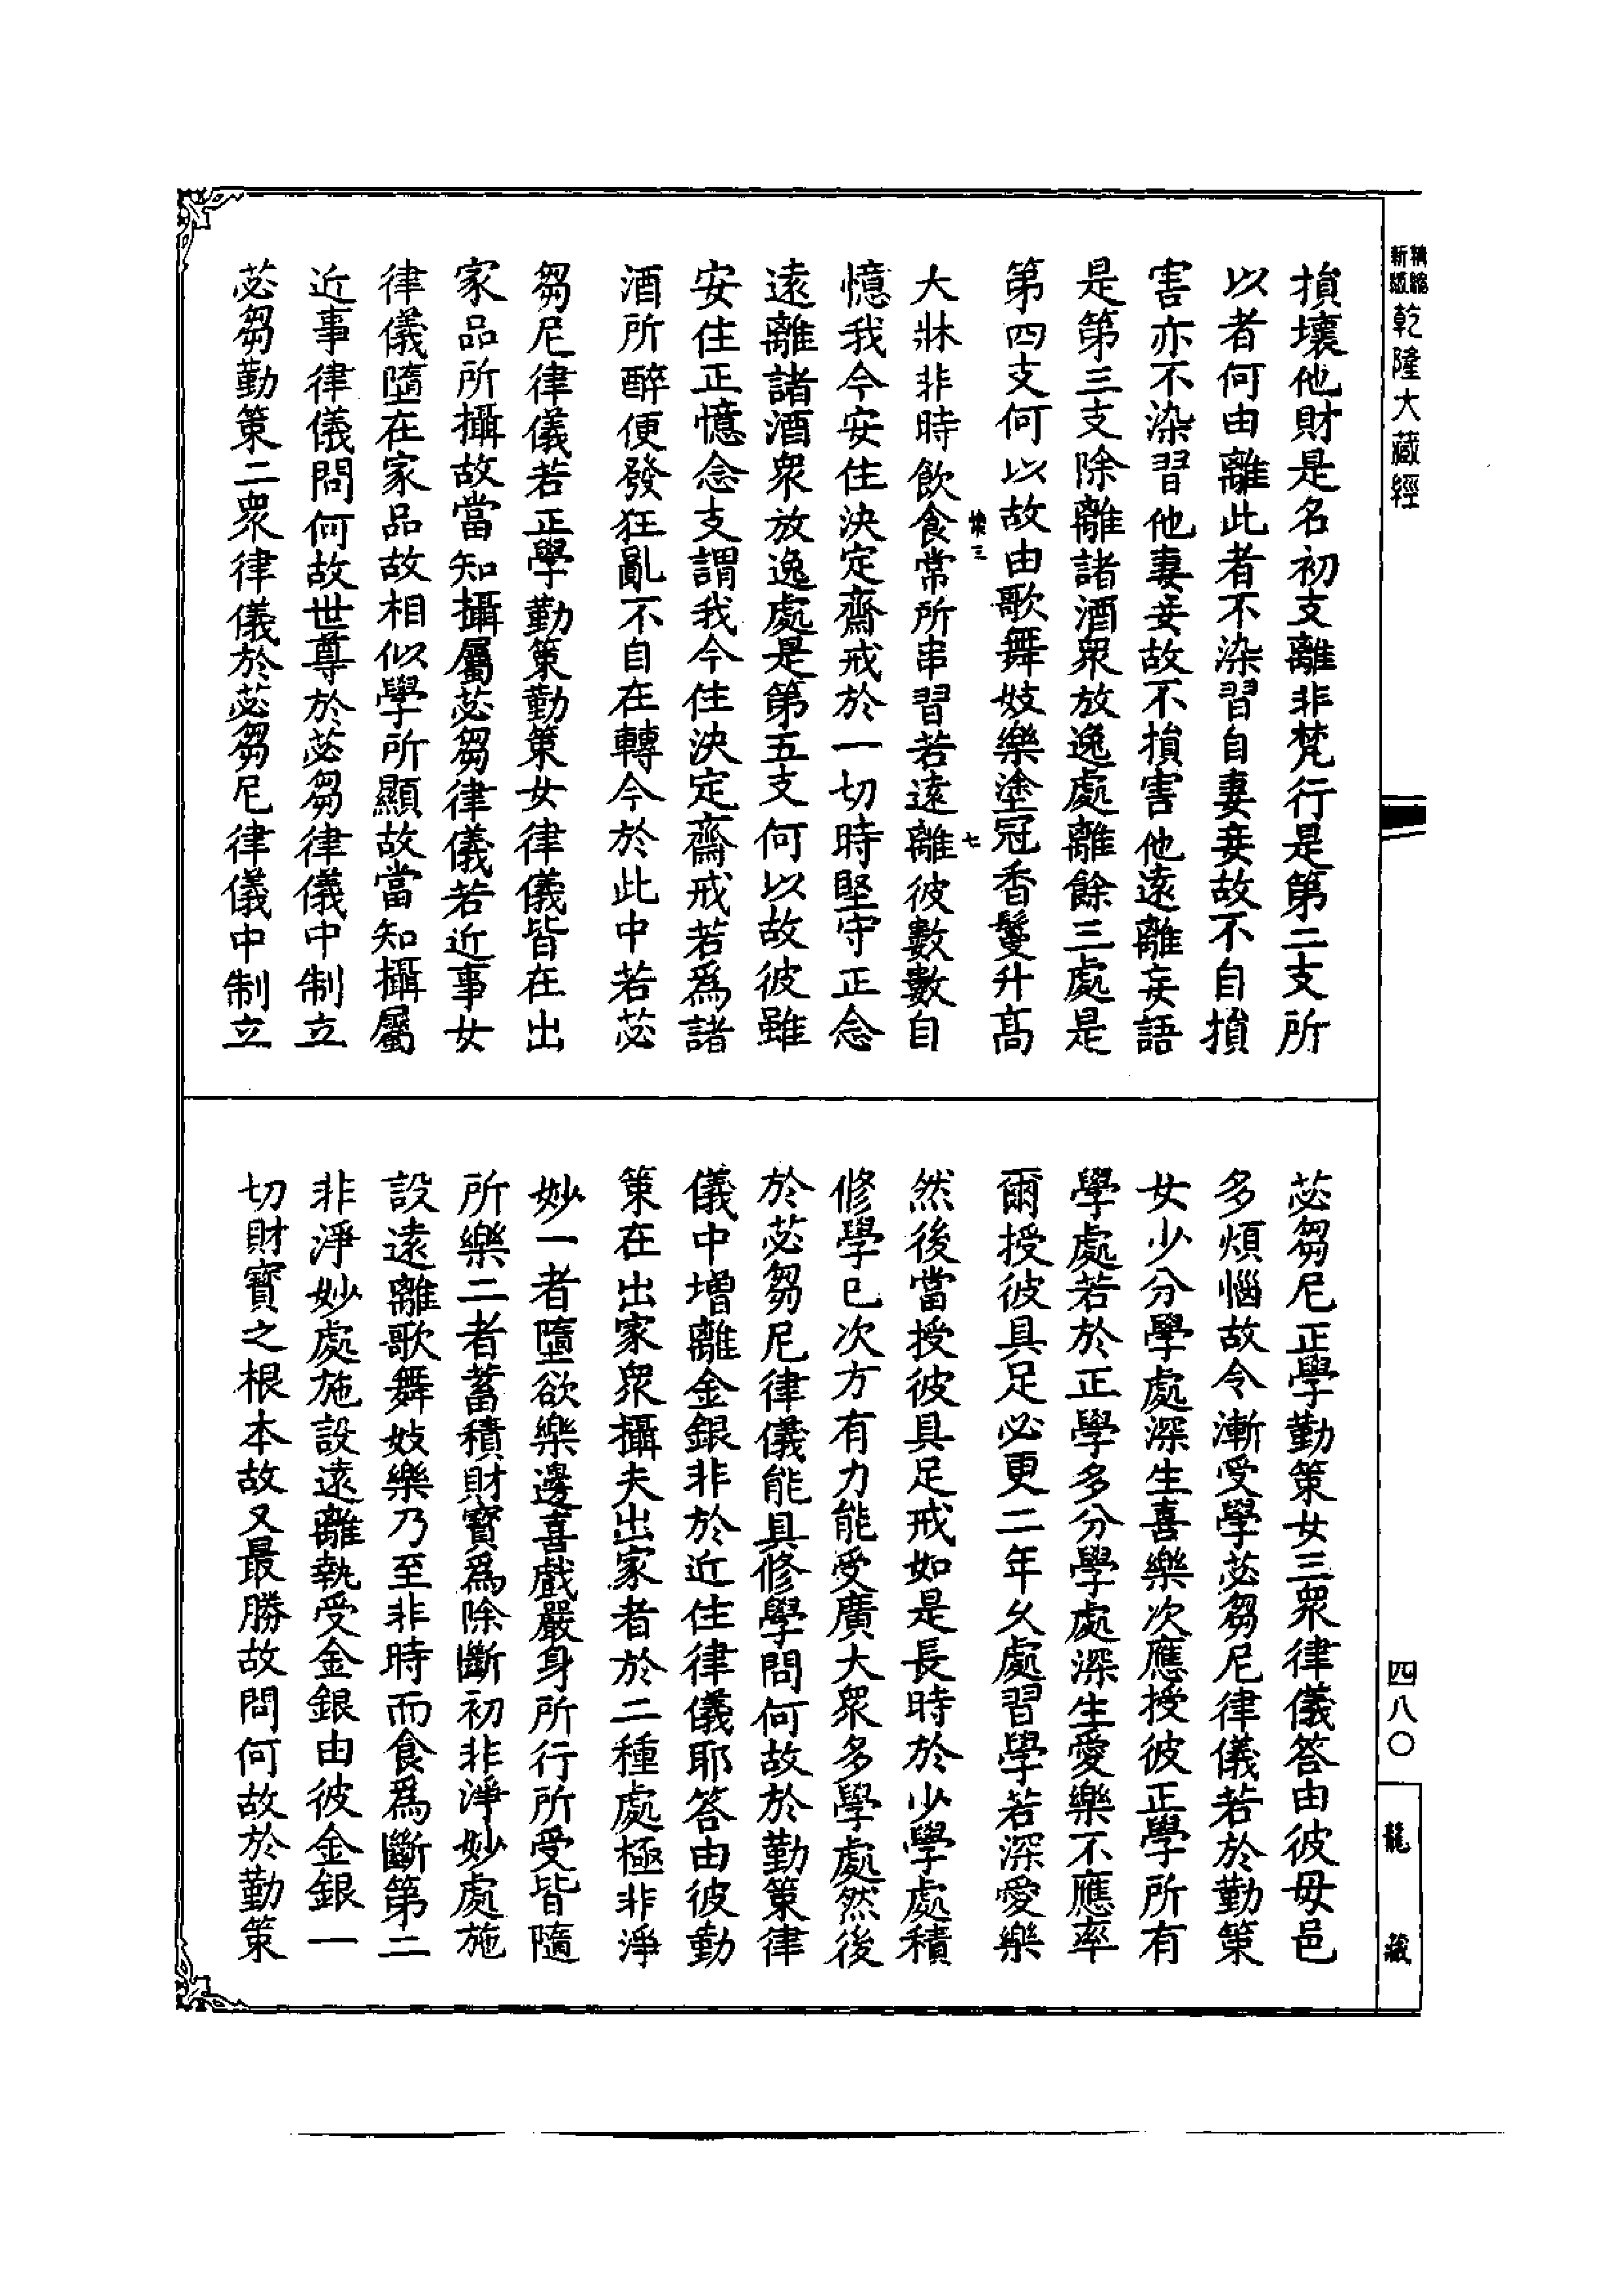 新版
精縮
乾隆大藏經
損壞他財是名初支離非梵行是第二支所
以者何由離此者不染習自妻妾故不自損
害亦不染習他妻妾故不損害他遠離妄語
是第三支除離諸酒衆放逸處離餘三處是
第四支何以故由歌舞妓樂塗冠香鬘升高
三 七
大牀非時飲食常所串習若遠離彼數數自
憶我今安住決定齋戒於一切時堅守正念
遠離諸酒衆放逸處是第五支何以故彼雖
安住正憶念支謂我今住決定齋戒若爲諸
酒所醉便發狂亂不自在轉今於此中若苾
芻尼律儀若正學勤策勤策女律儀皆在出
家品所攝故當知攝屬苾芻律儀若近事女
律儀墮在家品故相似學所顯故當知攝屬
近事律儀問何故世尊於苾芻律儀中制立
苾芻勤策二衆律儀於苾芻尼律儀中制立
苾芻尼正學勤策女三衆律儀答由彼母邑
多煩惱故令漸受學苾芻尼律儀若於勤策
女少分學處深生喜樂次應授彼正學所有
學處若於正學多分學處深生愛樂不應率
爾授彼具足必更二年久處習學若深愛樂
然後當授彼具足戒如是長時於少學處積
修學已次方有力能受廣大衆多學處然後
於苾芻尼律儀能具修學問何故於勤策律
儀中增離金銀非於近住律儀耶答由彼勤
策在出家衆攝夫出家者於二種處極非淨
妙一者墮欲樂邊喜戲嚴身所行所受皆隨
所樂二者蓄積財寶爲除斷初非淨妙處施
設遠離歌舞妓樂乃至非時而食爲斷第二
非淨妙處施設遠離執受金銀由彼金銀一
切財寶之根本故又最勝故問何故於勤策
四八〇
龍藏